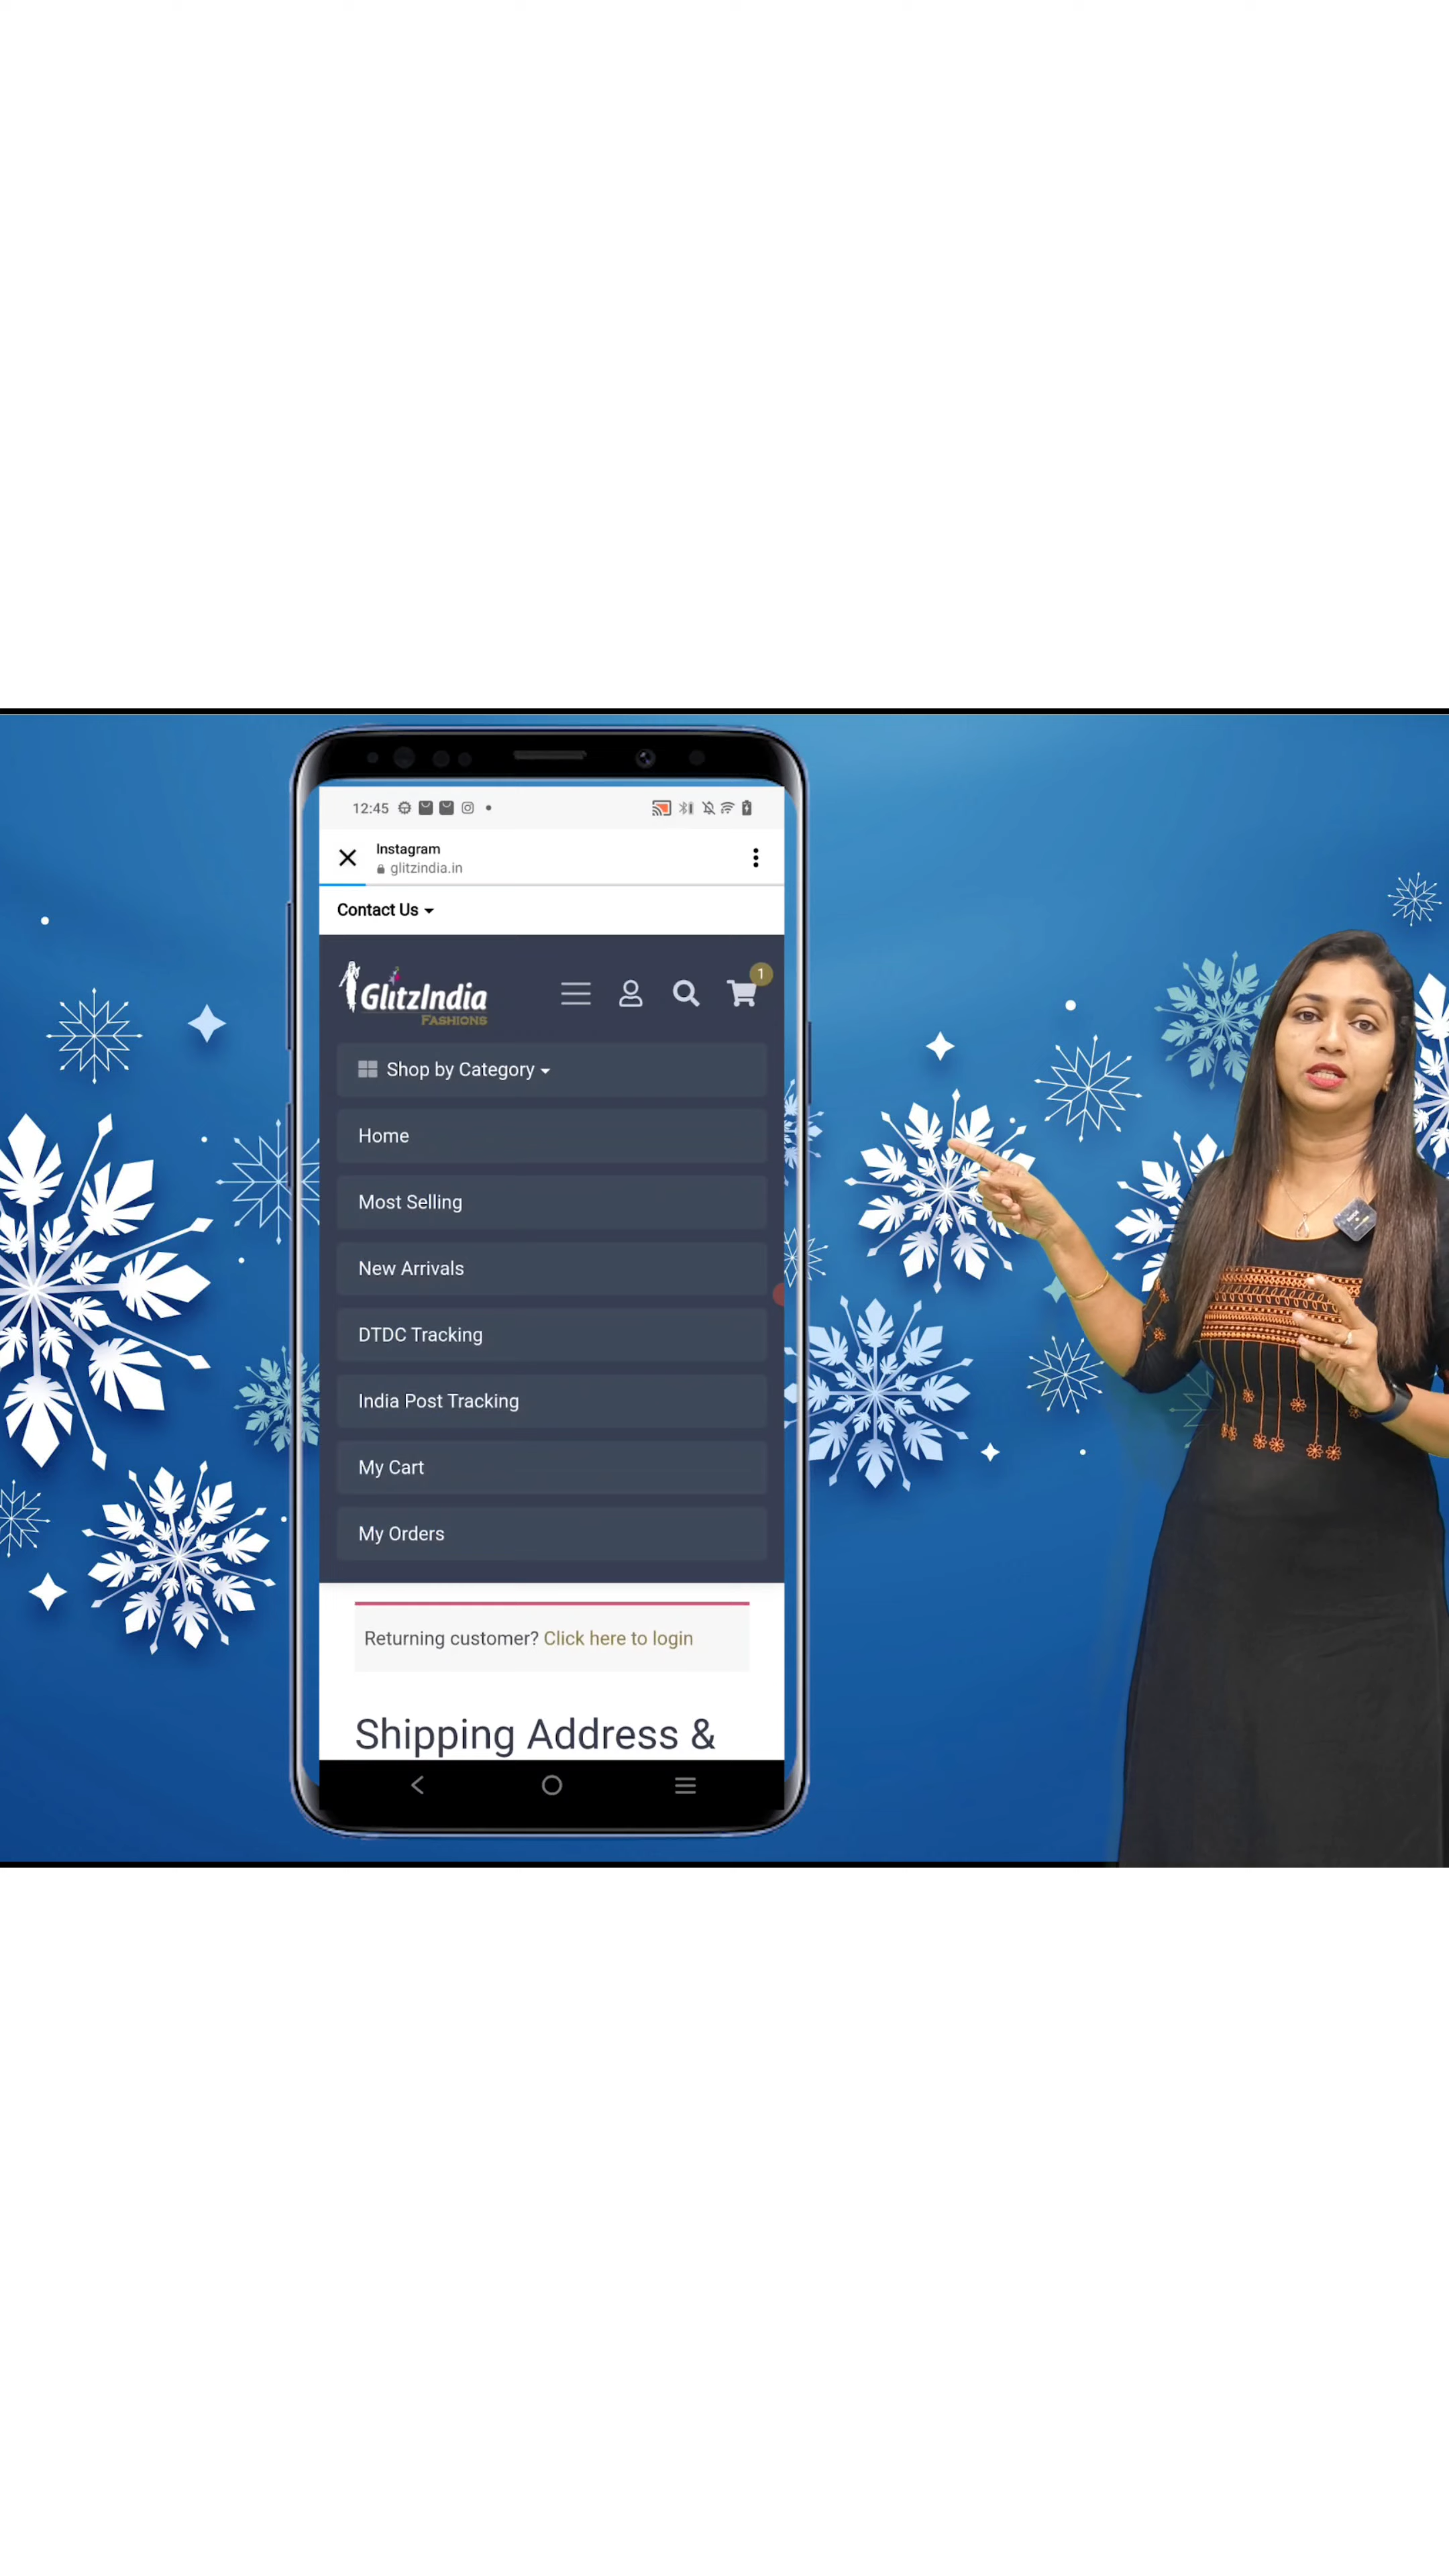 12:45
Instagram
glitzindia.in
Contact Us
GlitzIndia
FASHIONS
1
Shop by Category
Home
Most Selling
New Arrivals
DTDC Tracking
India Post Tracking
My Cart
My Orders
Returning customer? Click here to login
Shipping Address &